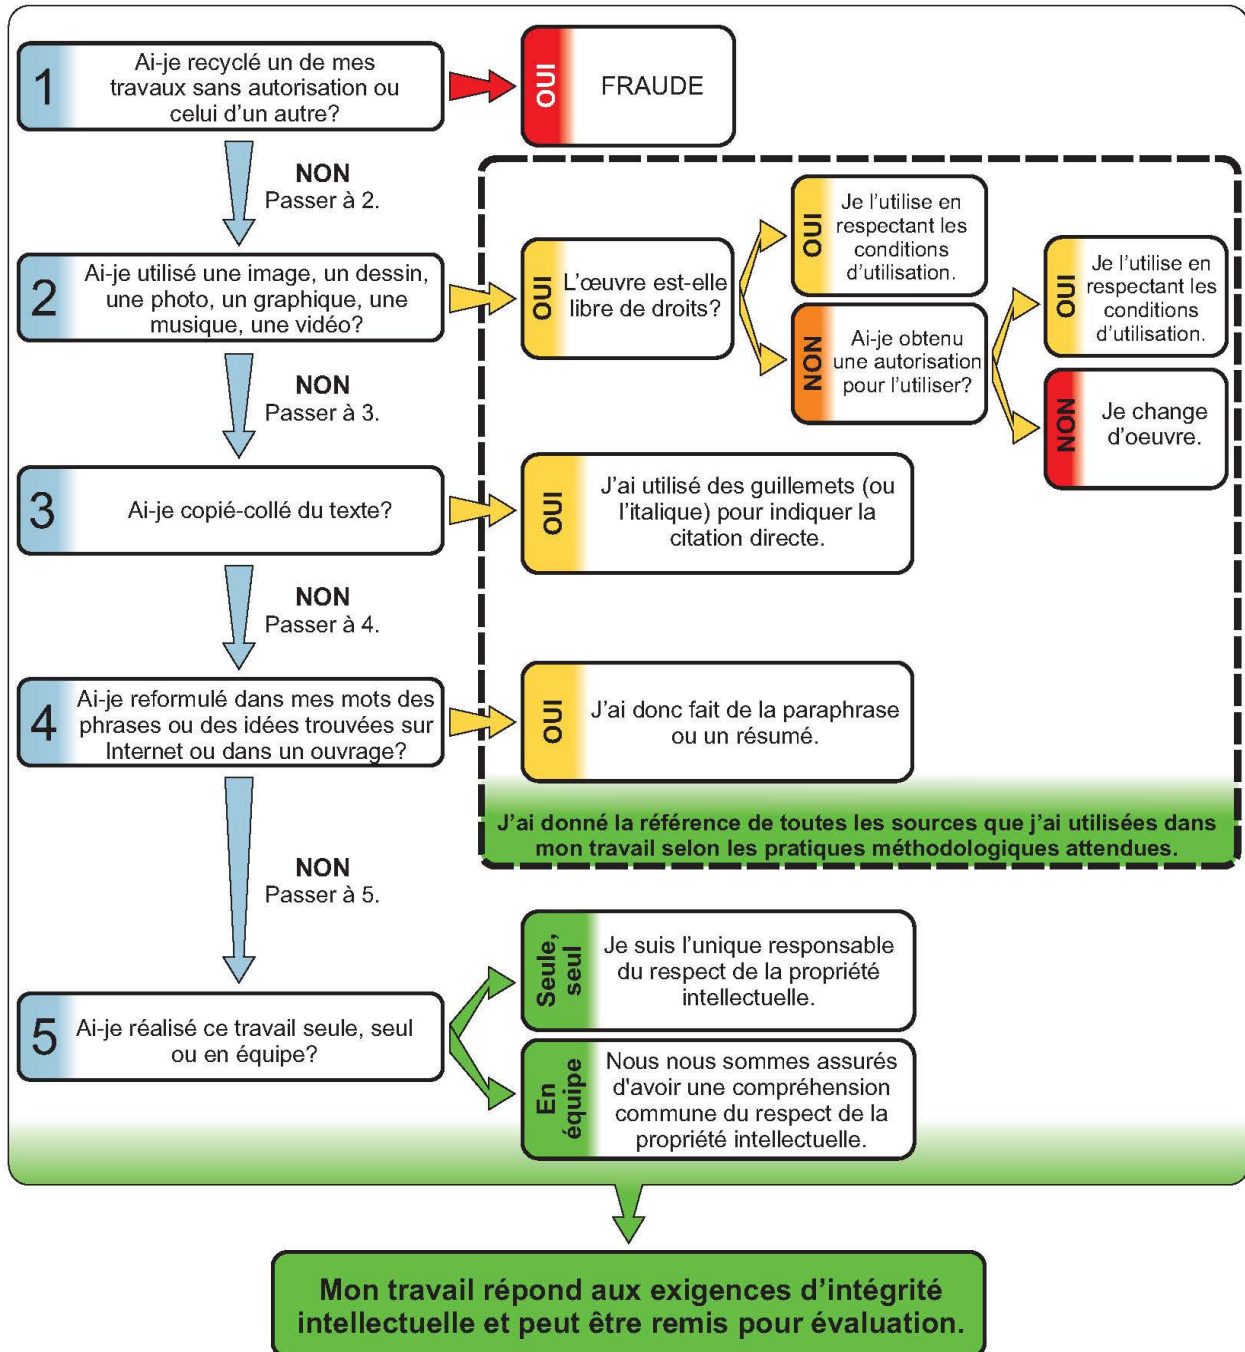 1
Ai-je recyclé un de mes
travaux sans autorisation ou
celui d'un autre?
OUI
FRAUDE
NON
Passer à 2.
2
Ai-je utilisé une image, un dessin,
une photo, un graphique, une
musique, une vidéo?
OUI
L'œuvre est-elle
libre de droits?
OUI
Je l'utilise en
respectant les
conditions
d'utilisation.
NON
Ai-je obtenu
une autorisation
pour l'utiliser?
OUI
Je l'utilise en
respectant les
conditions
d'utilisation.
NON
Je change
d'oeuvre.
NON
Passer à 3.
3
Ai-je copié-collé du texte?
OUI
J'ai utilisé des guillemets (ou
l'italique) pour indiquer la
citation directe.
NON
Passer à 4.
4
Ai-je reformulé dans mes mots des
phrases ou des idées trouvées sur
Internet ou dans un ouvrage?
OUI
J'ai donc fait de la paraphrase
ou un résumé.
J'ai donné la référence de toutes les sources que j'ai utilisées dans
mon travail selon les pratiques méthodologiques attendues.
NON
Passer à 5.
5
Ai-je réalisé ce travail seule, seul
ou en équipe?
Seule,
seul
Je suis l'unique responsable
du respect de la propriété
intellectuelle.
En
équipe
Nous nous sommes assurés
d'avoir une compréhension
commune du respect de la
propriété intellectuelle.
Mon travail répond aux exigences d'intégrité
intellectuelle et peut être remis pour évaluation.